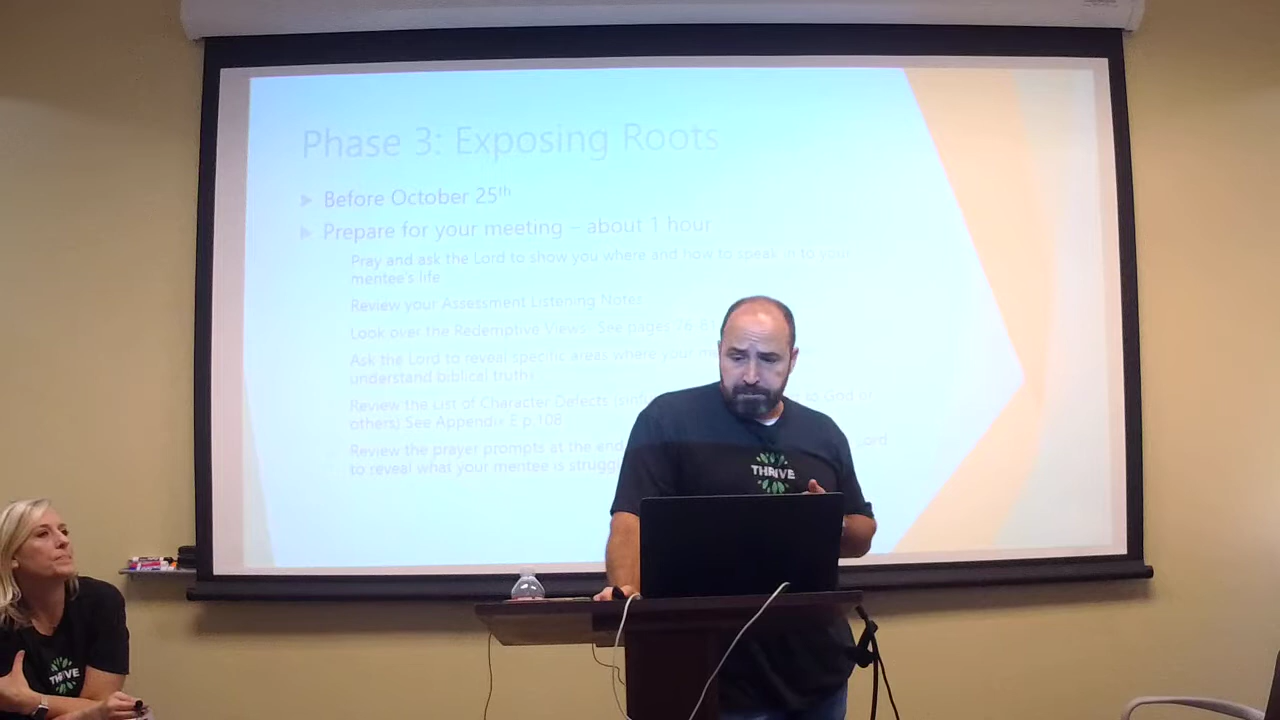 Phase 3: Exposing Roots
Before October 25th
Prepare for your meeting – about 1 hour
Pray and ask the Lord to show you where and how to speak in to your
mentee's life
Review your Assessment Listening Notes
Look over the Redemptive Views. See pages
Ask the Lord to reveal specific areas where your
understand biblical truths
Review the List of Character Defects to God or
others) See Appendix E p.108
Review the prayer prompts at the end Lord
to reveal what your mentee is
THRIVE
THRIVE